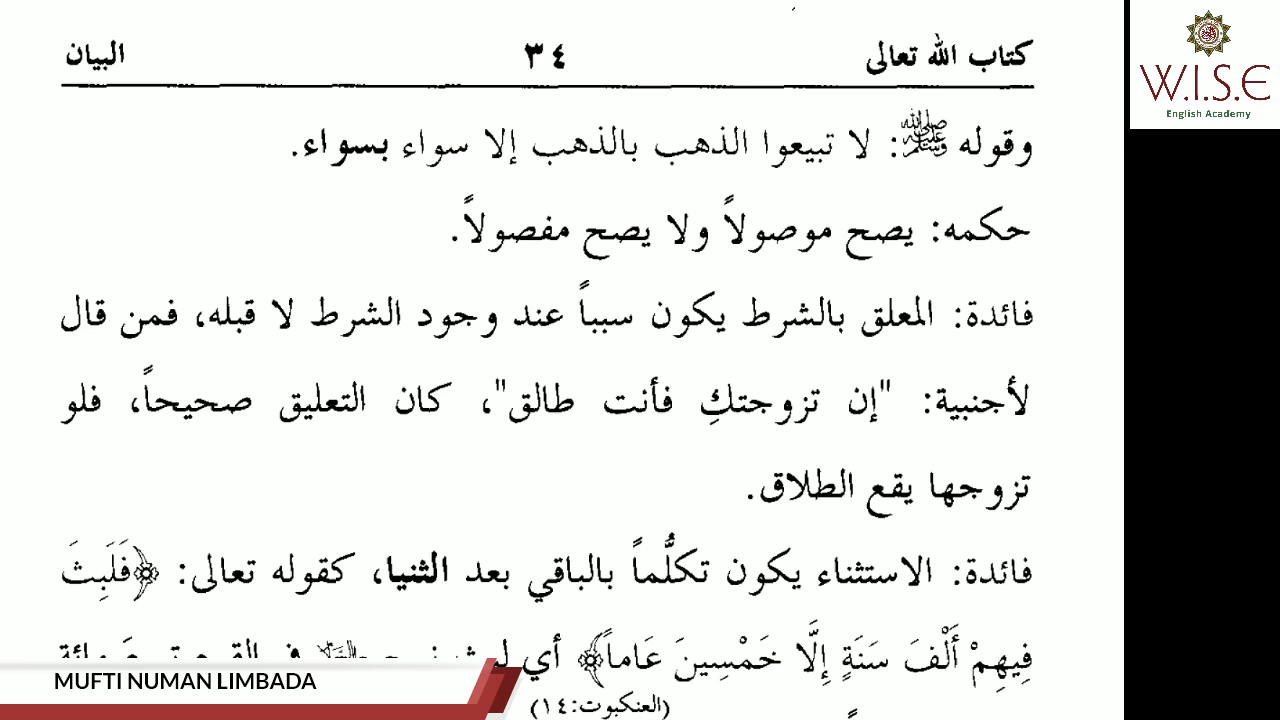 كتاب الله تعالى ٣٤ البيان
وقوله ﷺ: لا تبيعوا الذهب بالذهب إلا سواء بسواء.
حكمه: يصح موصولاً ولا يصح مفصولاً.
فائدة: المعلق بالشرط يكون سبباً عند وجود الشرط لا قبله، فمن قال
لأجنبية: "إن تزوجتكِ فأنت طالق"، كان التعليق صحيحاً، فلو
تزوجها يقع الطلاق.
فائدة: الاستثناء يكون تكلُّماً بالباقي بعد الثنيا، كقوله تعالى: ﴿فَلَبِثَ
فِيهِمْ أَلْفَ سَنَةٍ إِلَّا خَمْسِينَ عَاماً﴾ أي
(العنكبوت:١٤)
W.I.S.E
English Academy
MUFTI NUMAN LIMBADA